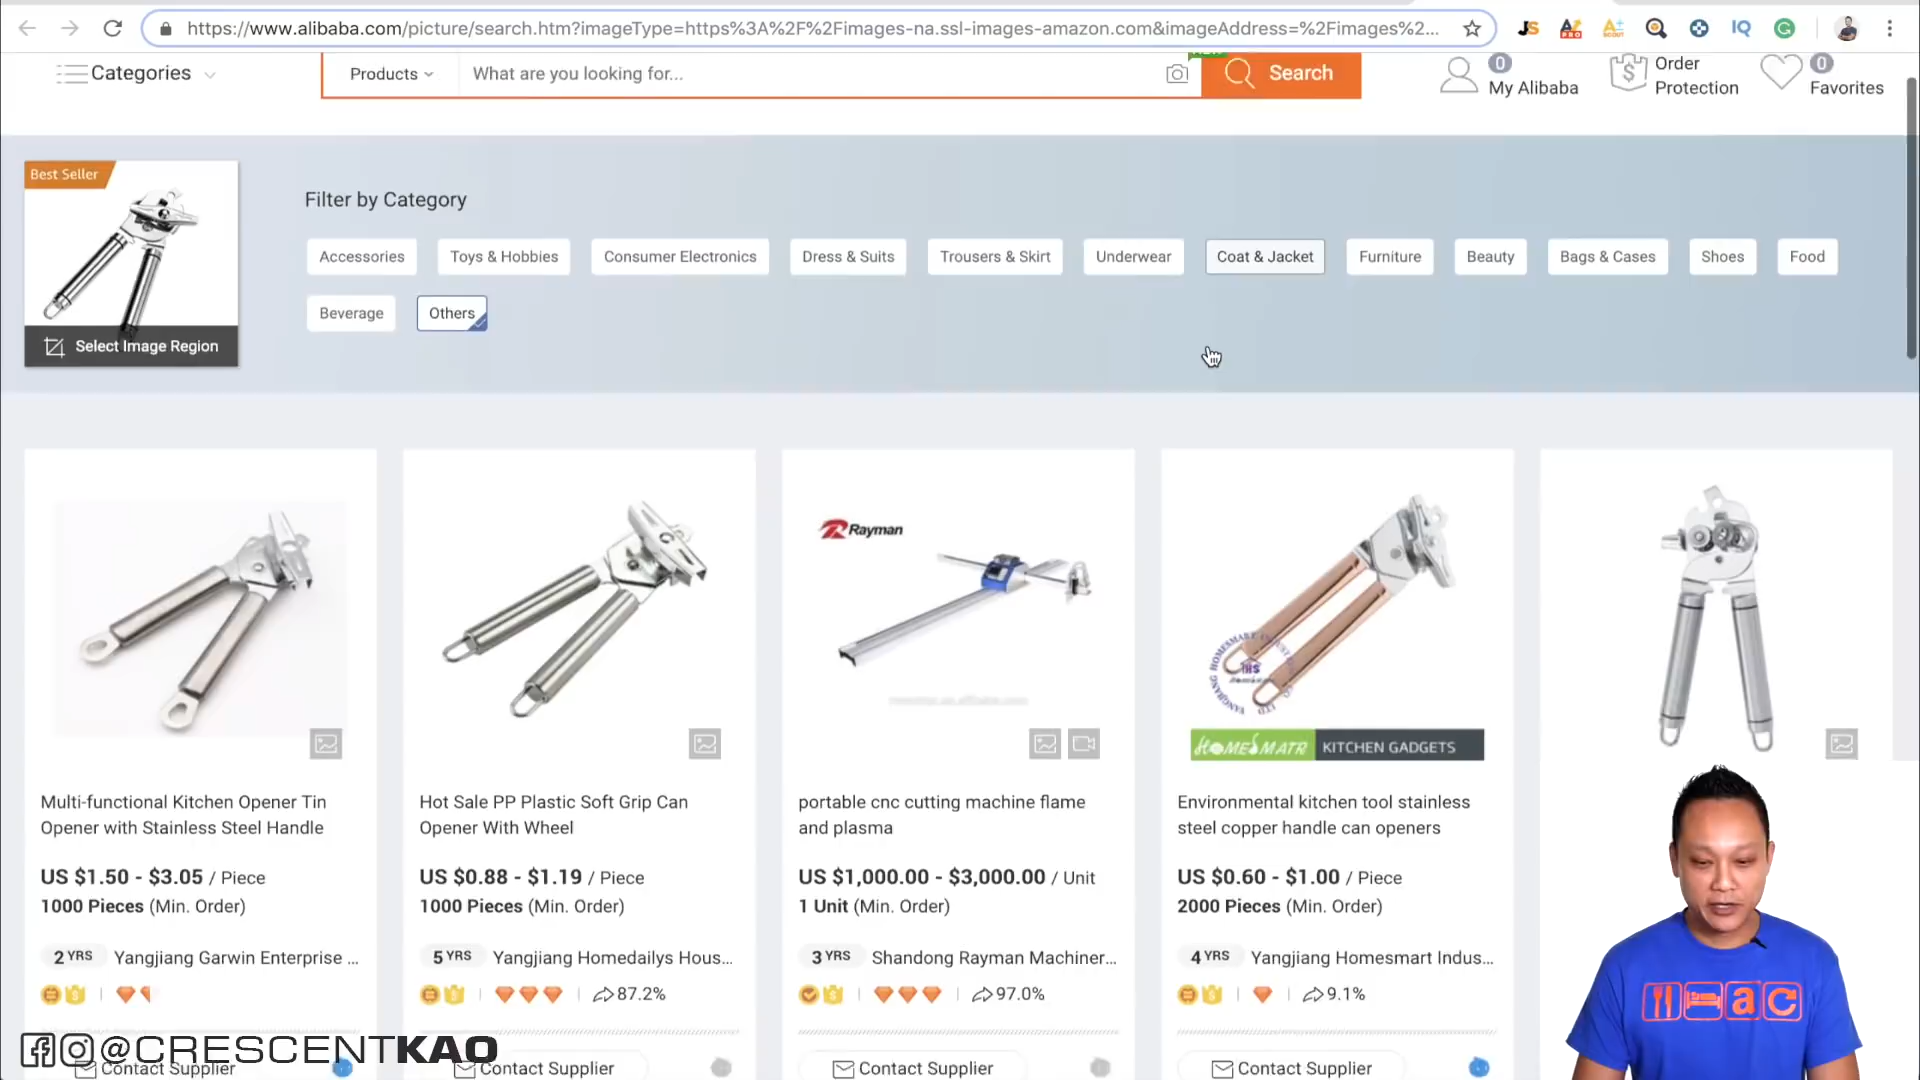 https://www.alibaba.com/picture/search.htm?imageType=https%3A%2F%2Fimages-na.ssl-images-amazon.com&imageAddress=%2Fimages%2...
JS
PRO
SCOUT
IQ
G
Categories
Products
What are you looking for...
Search
0
My Alibaba
Order
Protection
0
Favorites
Best Seller
Select Image Region
Filter by Category
Accessories
Toys & Hobbies
Consumer Electronics
Dress & Suits
Trousers & Skirt
Underwear
Coat & Jacket
Furniture
Beauty
Bags & Cases
Shoes
Food
Beverage
Others
Rayman
HS
HOMESMATR KITCHEN GADGETS
Multi-functional Kitchen Opener Tin
Opener with Stainless Steel Handle
US $1.50 - $3.05 / Piece
1000 Pieces (Min. Order)
2 YRS Yangjiang Garwin Enterprise ...
Contact Supplier
Hot Sale PP Plastic Soft Grip Can
Opener With Wheel
US $0.88 - $1.19 / Piece
1000 Pieces (Min. Order)
5 YRS Yangjiang Homedailys Hous...
87.2%
Contact Supplier
portable cnc cutting machine flame
and plasma
US $1,000.00 - $3,000.00 / Unit
1 Unit (Min. Order)
3 YRS Shandong Rayman Machiner...
97.0%
Contact Supplier
Environmental kitchen tool stainless
steel copper handle can openers
US $0.60 - $1.00 / Piece
2000 Pieces (Min. Order)
4 YRS Yangjiang Homesmart Indus...
9.1%
Contact Supplier
@CRESCENTKAO
a